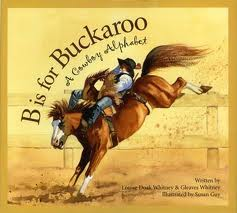 B is for Buckaroo
A Cowboy Alphabet
Written by
Louise Doak Whitney & Gleaves Whitney
Illustrated by Susan Guy